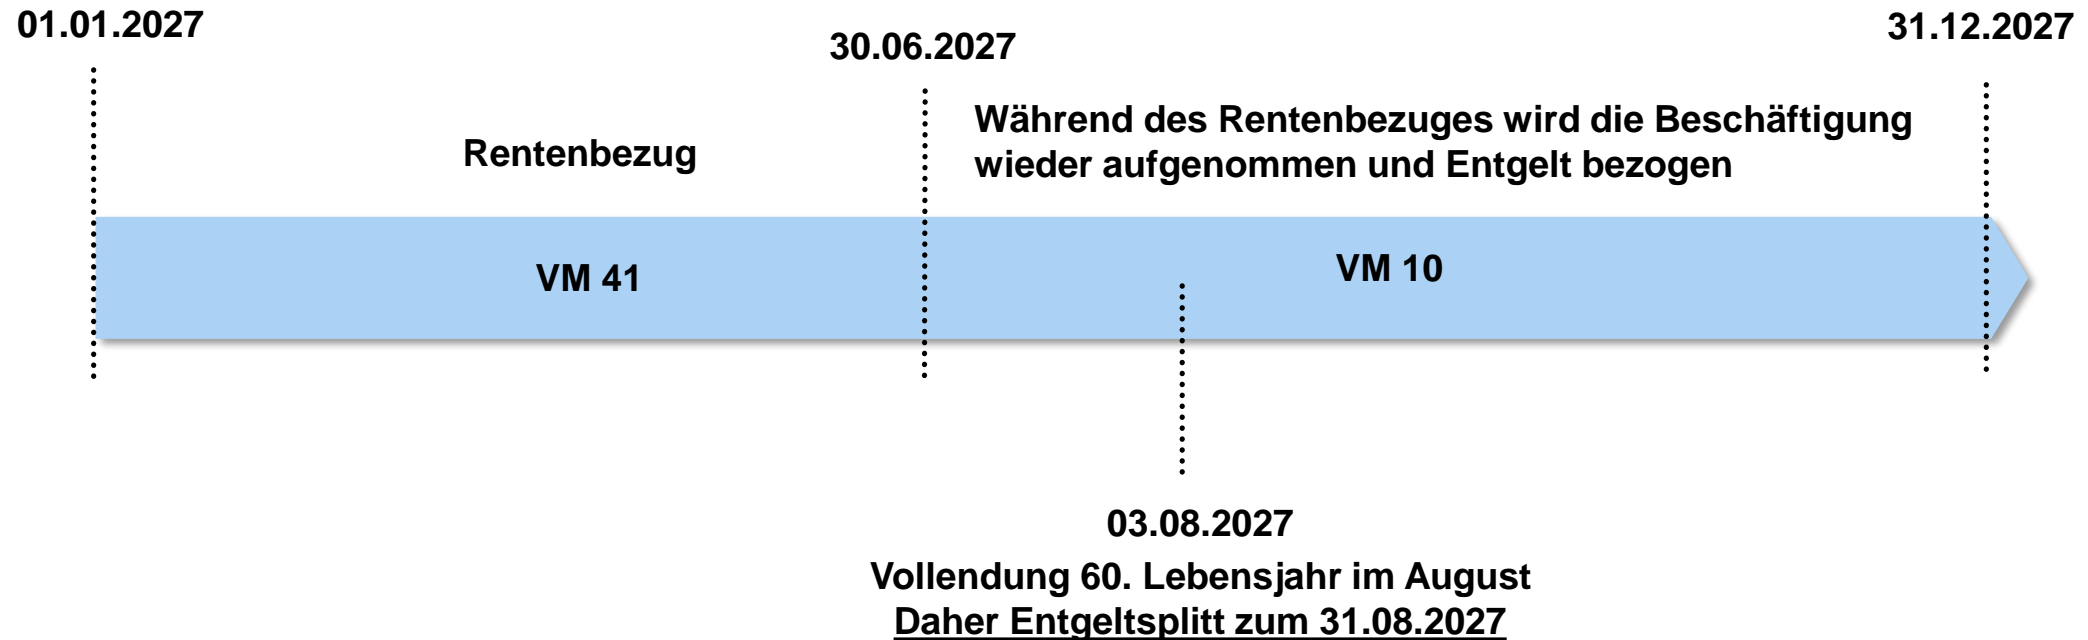 01.01.2027
30.06.2027
31.12.2027
Rentenbezug
Während des Rentenbezuges wird die Beschäftigung
wieder aufgenommen und Entgelt bezogen
VM 41
VM 10
03.08.2027
Vollendung 60. Lebensjahr im August
Daher Entgeltsplitt zum 31.08.2027